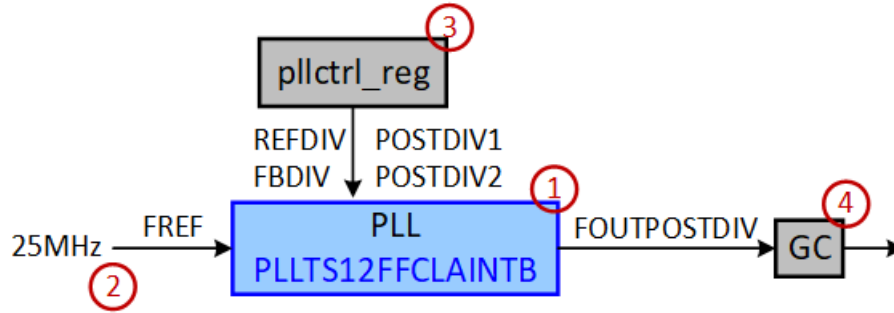 3
pllctrl_reg
REFDIV POSTDIV1
FBDIV POSTDIV2
1
4
25MHz FREF PLL FOUTPOSTDIV GC
PLLTS12FFCLAINTB
2